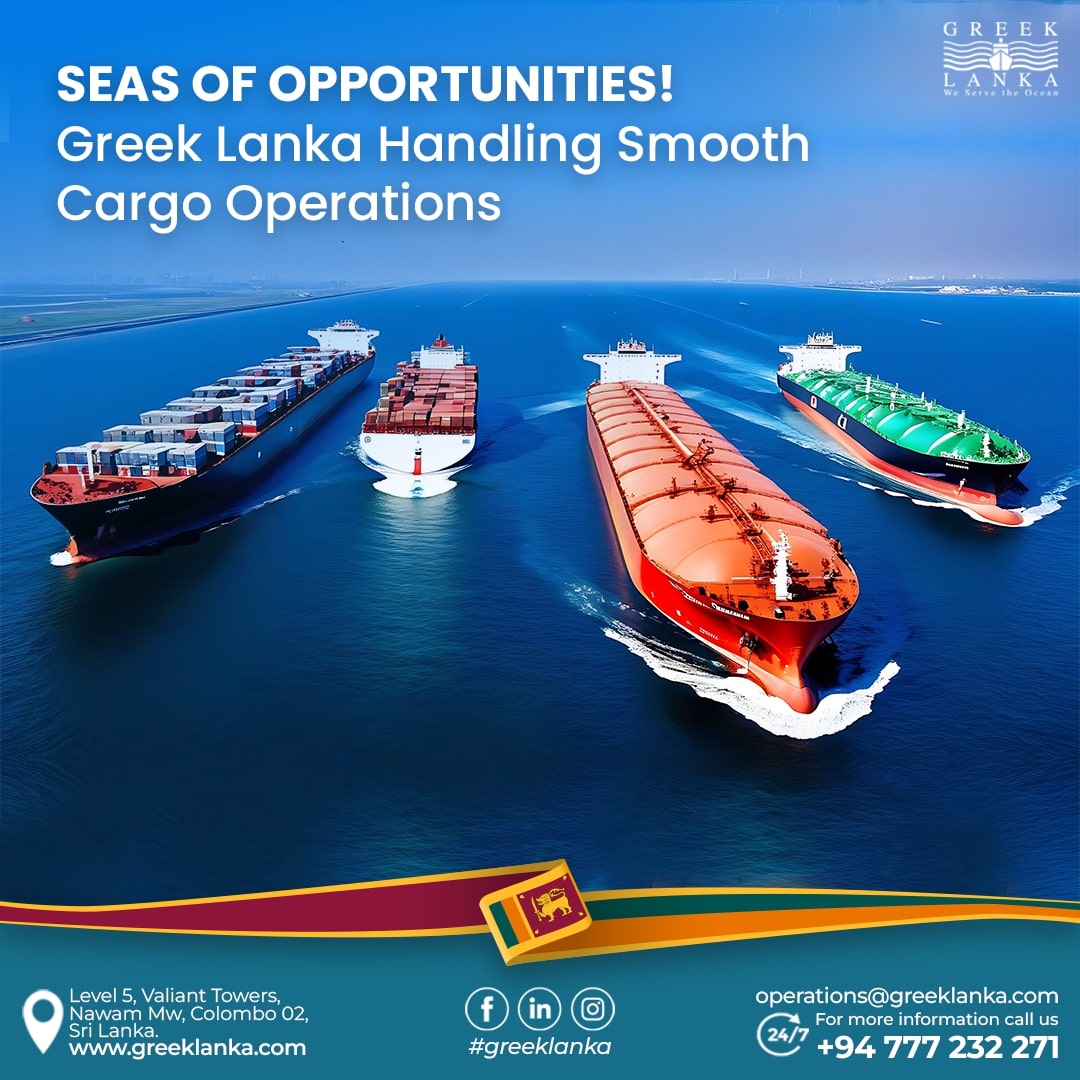 GREEK
LANKA
We Serve the Ocean
SEAS OF OPPORTUNITIES!
Greek Lanka Handling Smooth
Cargo Operations
Level 5, Valiant Towers,
Nawam Mw, Colombo 02,
Sri Lanka.
www.greeklanka.com
#greeklanka
operations@greeklanka.com
24/7
For more information call us
+94 777 232 271